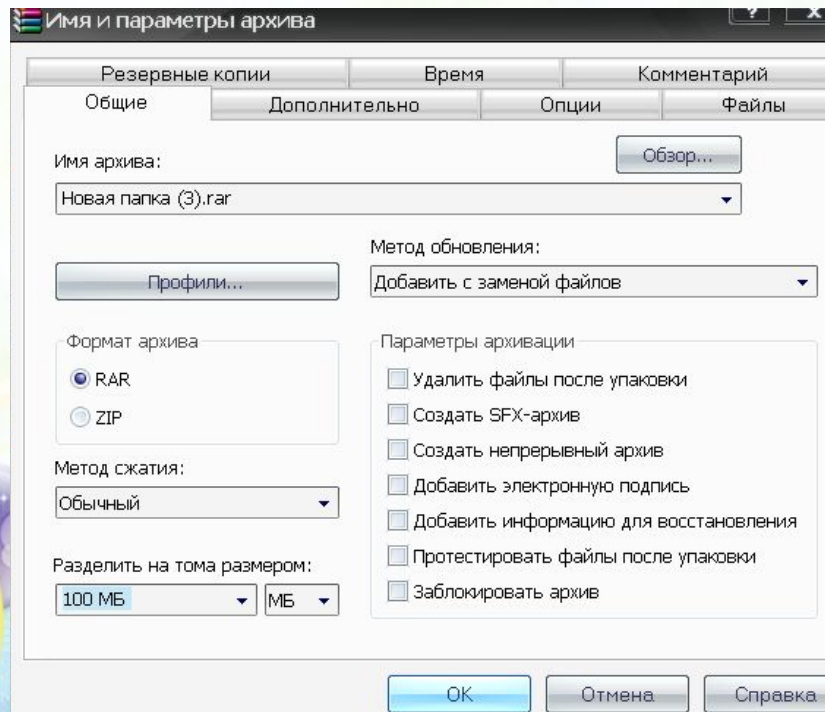 Имя и параметры архива
? X
Резервные копии Время Комментарий
Общие Дополнительно Опции Файлы
Имя архива:
Обзор...
Новая папка (3).rar
Метод обновления:
Профили...
Добавить с заменой файлов
Формат архива
RAR
ZIP
Метод сжатия:
Обычный
Разделить на тома размером:
100 МБ МБ
Параметры архивации
Удалить файлы после упаковки
Создать SFX-архив
Создать непрерывный архив
Добавить электронную подпись
Добавить информацию для восстановления
Протестировать файлы после упаковки
Заблокировать архив
ОК Отмена Справка